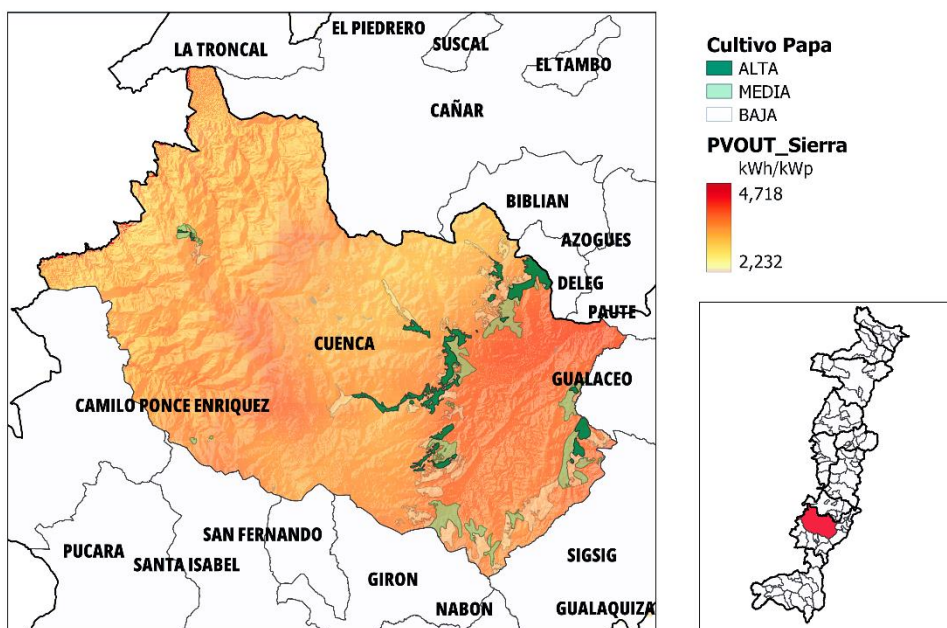 EL PIEDRERO
LA TRONCAL
SUSCAL
EL TAMBO
CAÑAR
BIBLIAN
AZOGUES
DELEG
PAUTE
CUENCA
GUALACEO
CAMILO PONCE ENRIQUEZ
SAN FERNANDO
PUCARA
SANTA ISABEL
SIGSIG
GIRON
NABON
GUALAQUIZA
Cultivo Papa
ALTA
MEDIA
BAJA
PVOUT_Sierra
kWh/kWp
4,718
2,232